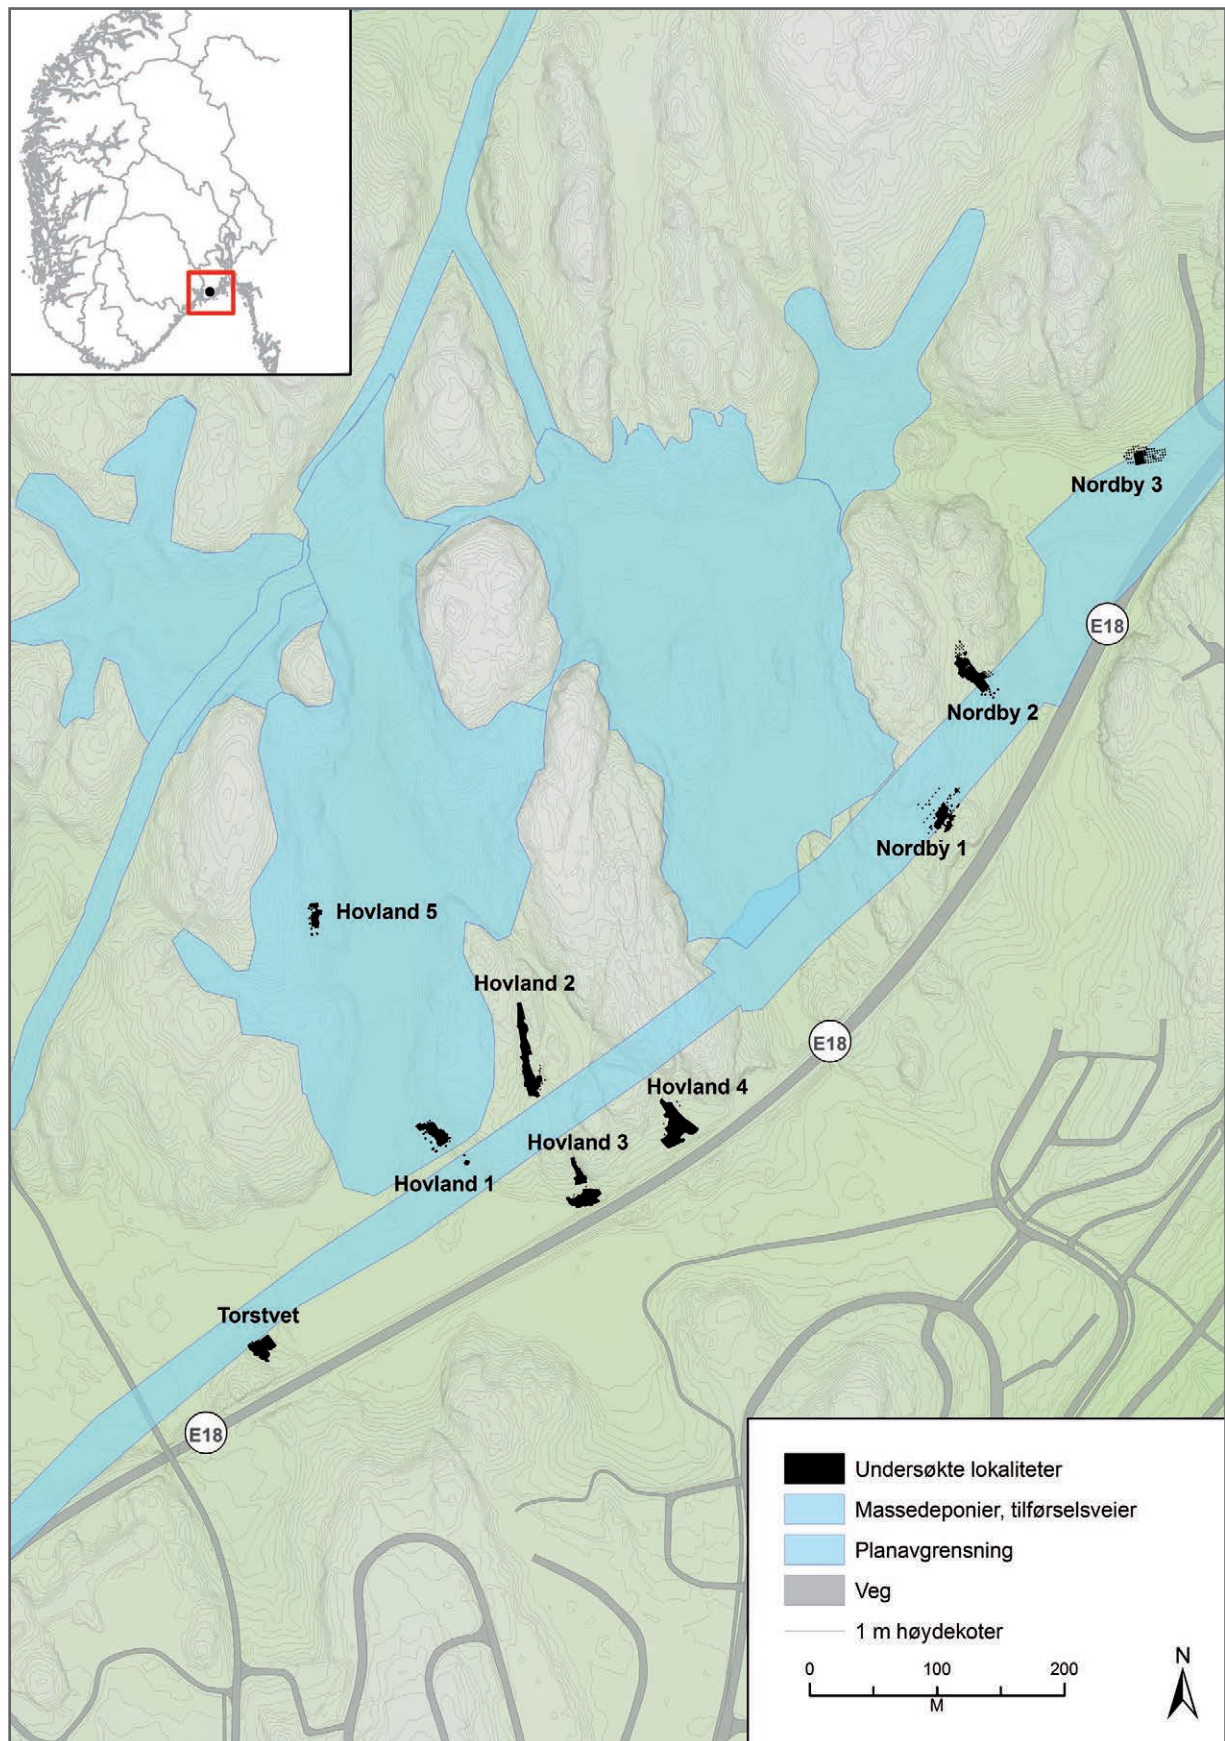 Nordby 3
E18
Nordby 2
Nordby 1
Hovland 5
Hovland 2
E18
Hovland 4
Hovland 3
Hovland 1
Torstvet
E18
Undersøkte lokaliteter
Massedeponier, tilførselsveier
Planavgrensning
Veg
1 m høydekoter
0 100 200
M
N